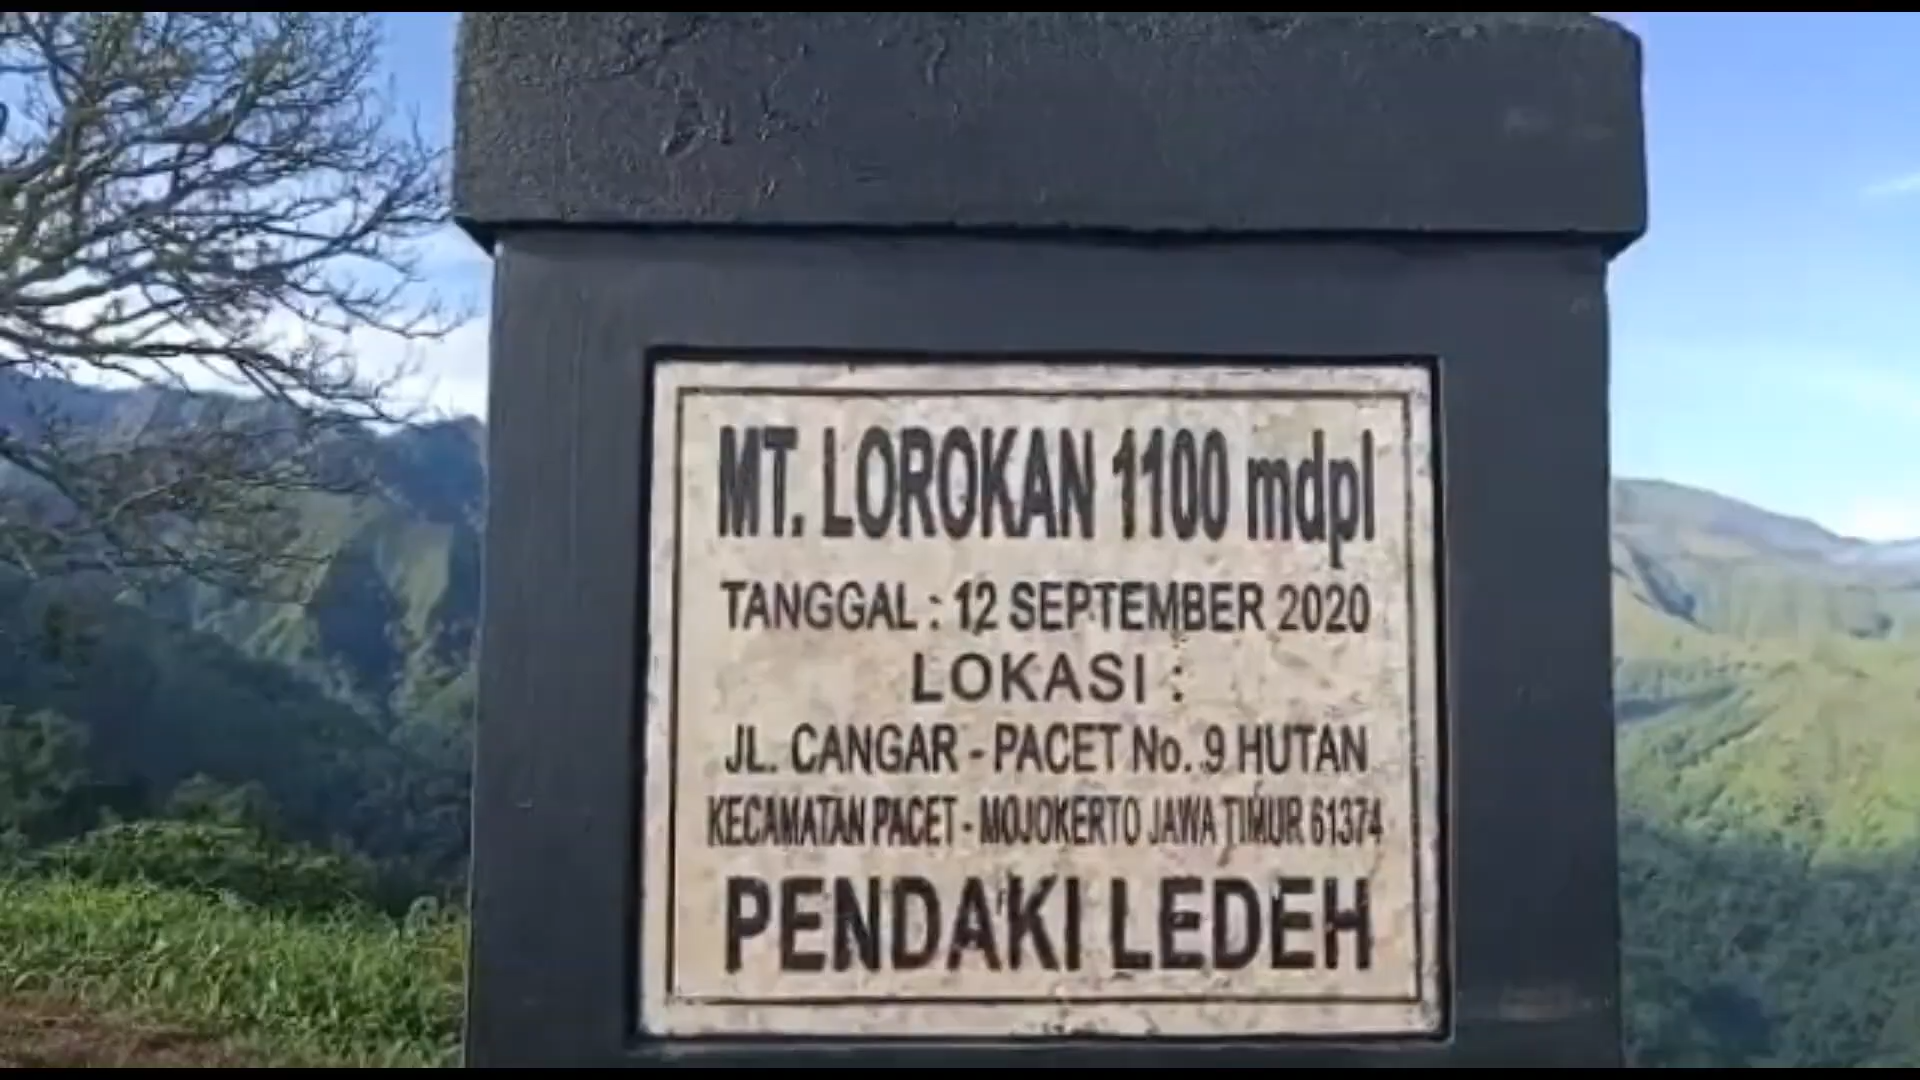 MT. LOROKAN 1100 mdpl
TANGGAL : 12 SEPTEMBER 2020
LOKASI :
JL. CANGAR - PACET No. 9 HUTAN
KECAMATAN PACET - MOJOKERTO JAWA TIMUR 61374
PENDAKI LEDEH